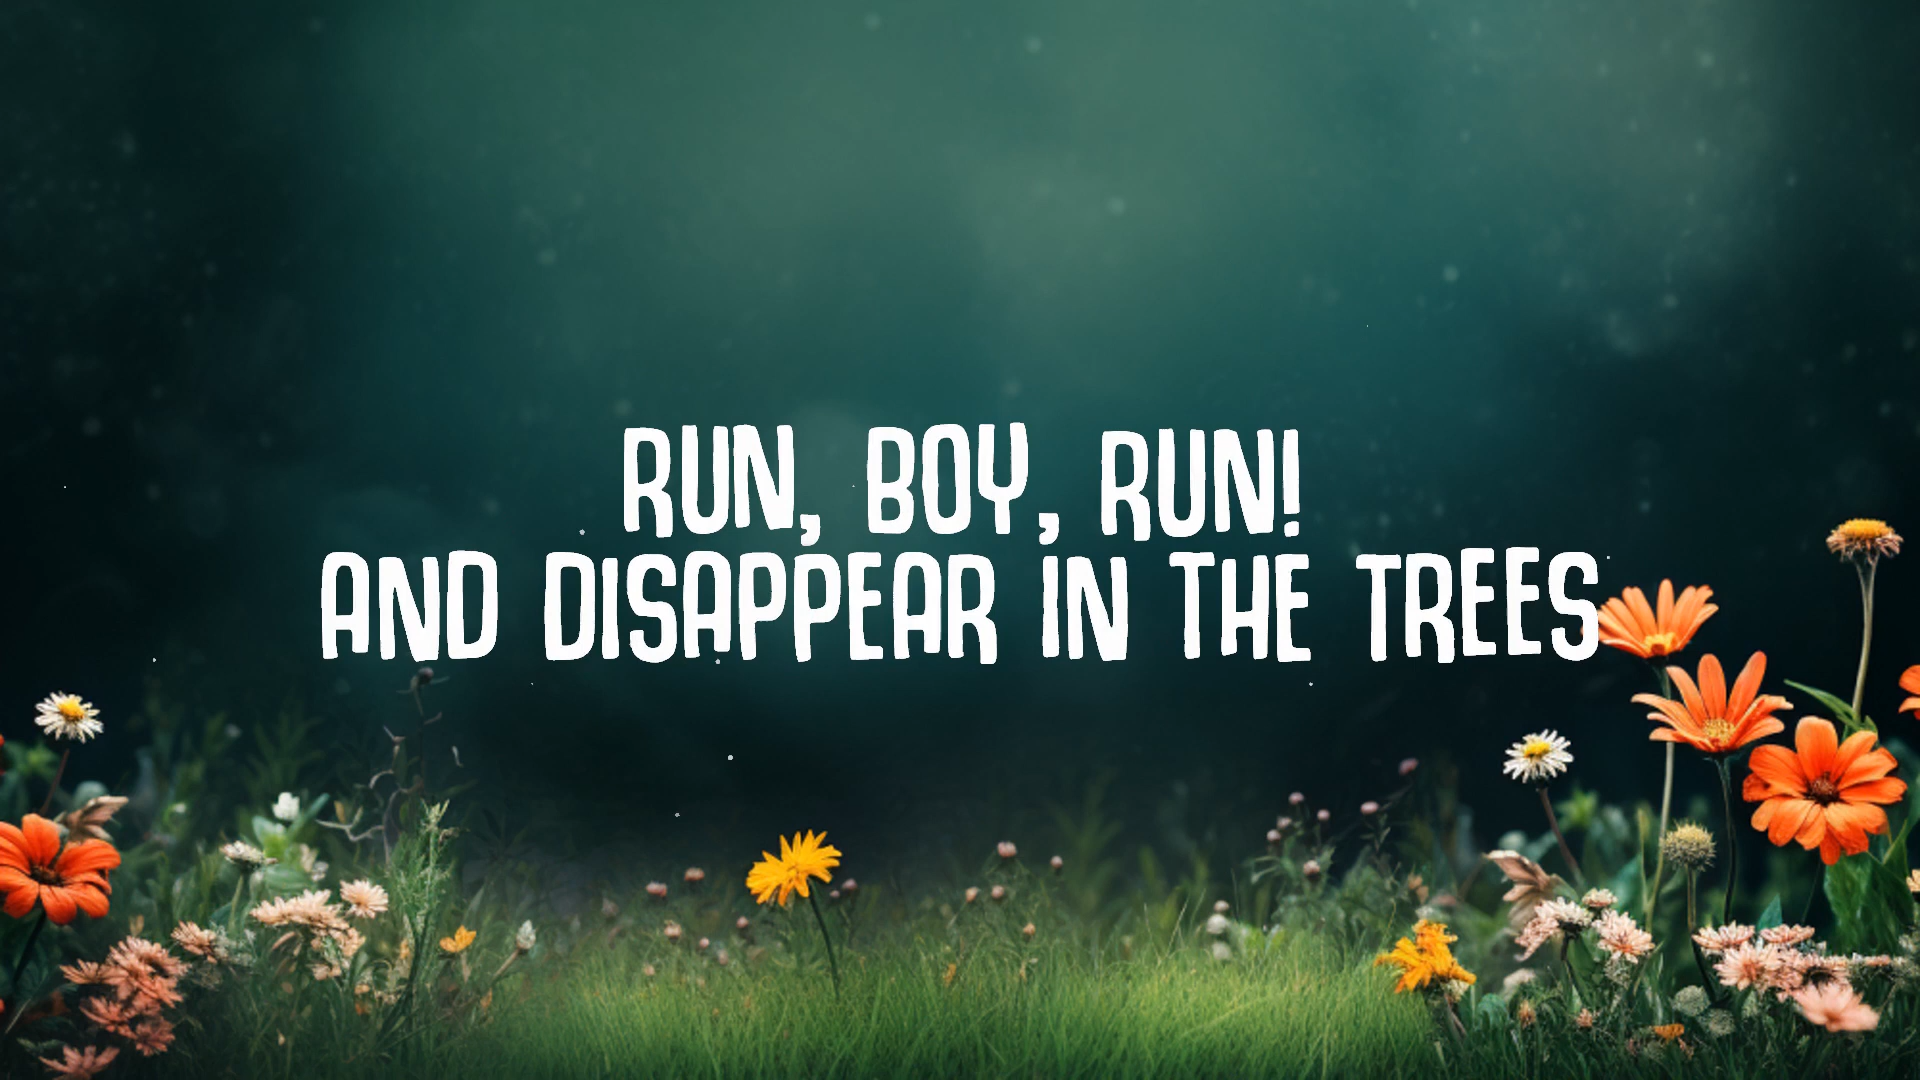 RUN, BOY, RUN!
AND DISAPPEAR IN THE TREES